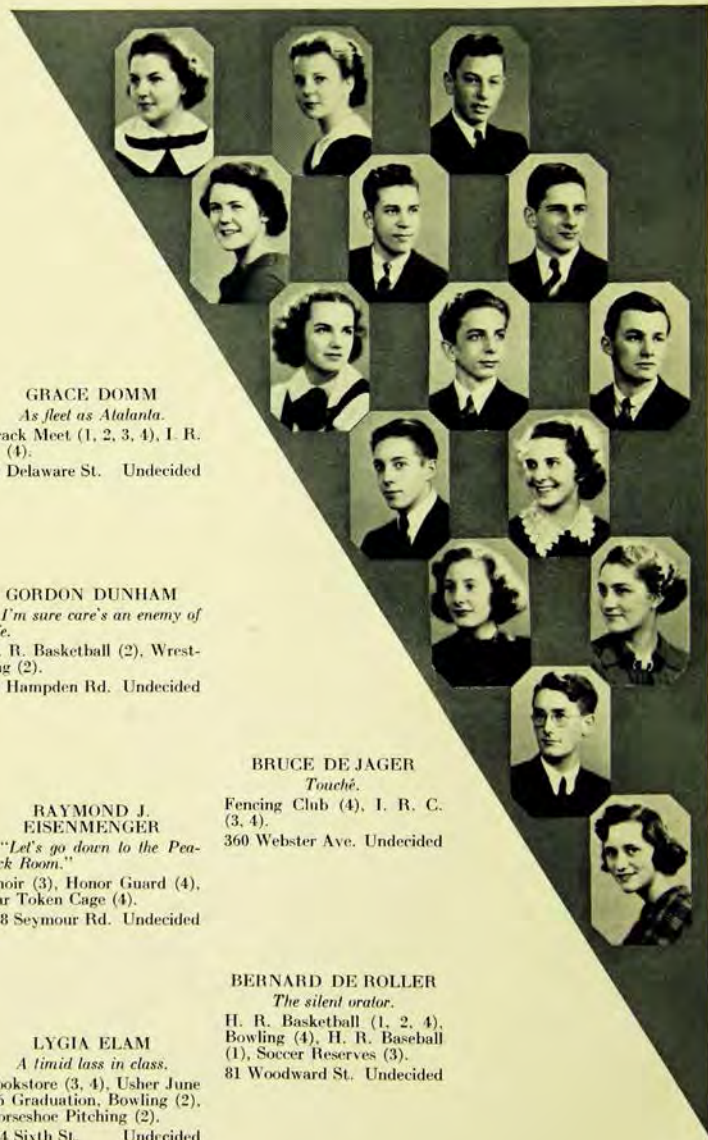 GRACE DOMM
As fleet as Atalanta.
rack Meet (1, 2, 3, 4), I. R.
(4).
Delaware St. Undecided
GORDON DUNHAM
I'm sure care's an enemy of
e.
. R. Basketball (2), Wrest-
ng (2).
Hampden Rd. Undecided
RAYMOND J.
EISENMENGER
"Let's go down to the Pea-
ck Room."
hoir (3), Honor Guard (4),
ar Token Cage (4).
8 Seymour Rd. Undecided
LYGIA ELAM
A timid lass in class.
ookstore (3, 4), Usher June
Graduation, Bowling (2),
orseshoe Pitching (2).
4 Sixth St. Undecided
BRUCE DE JAGER
Touché.
Fencing Club (4), I. R. C.
(3, 4).
360 Webster Ave. Undecided
BERNARD DE ROLLER
The silent orator.
H. R. Basketball (1, 2, 4),
Bowling (4), H. R. Baseball
(1), Soccer Reserves (3).
81 Woodward St. Undecided